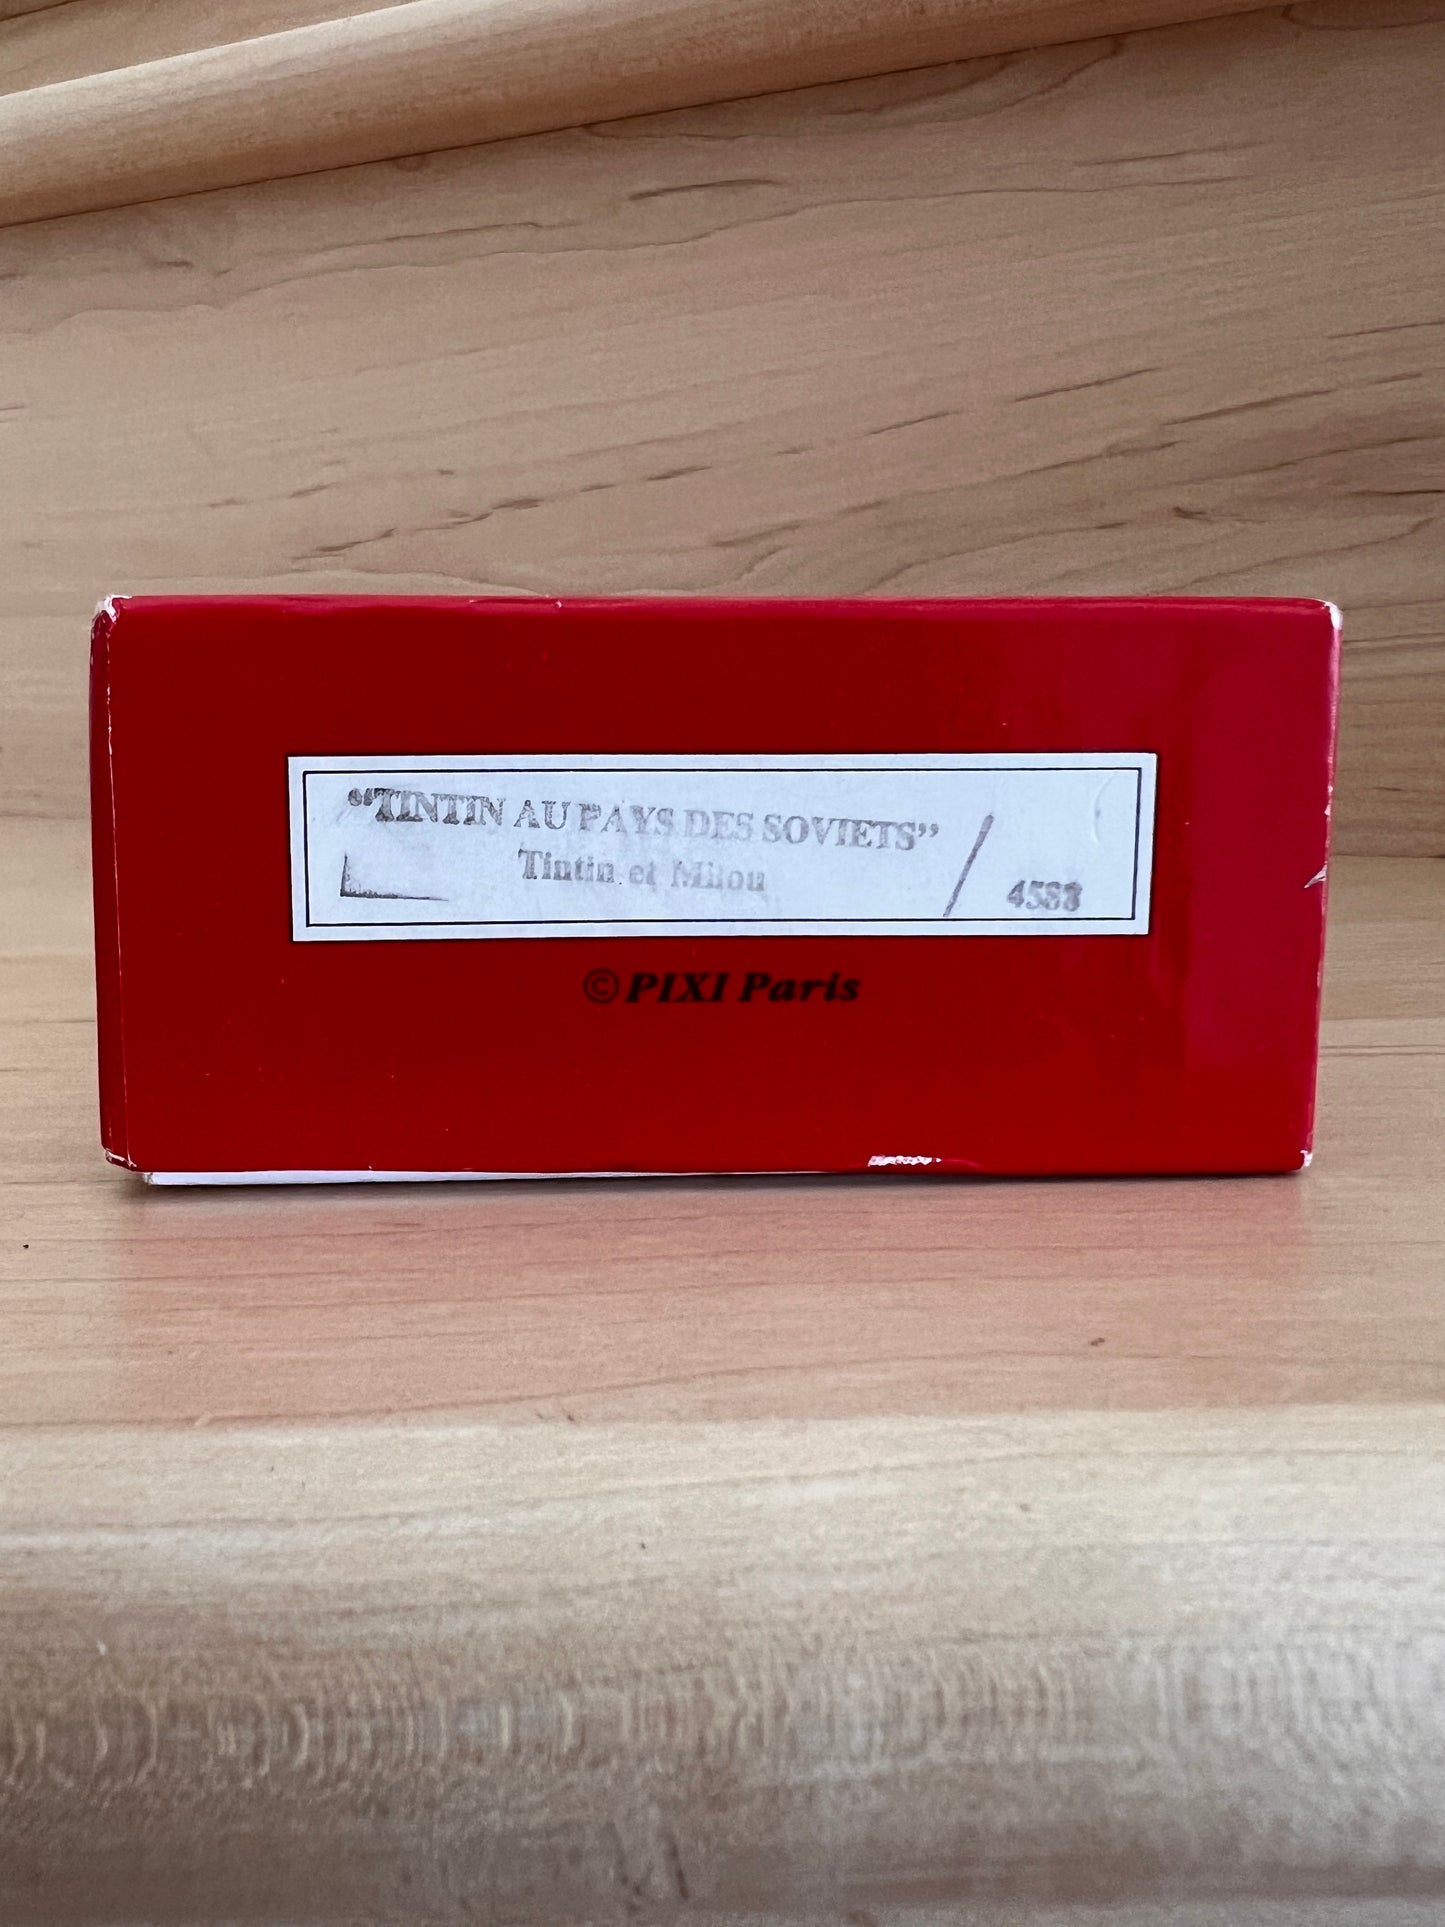 “TINTIN AU PAYS DES SOVIETS” /
Tintin et Milou
4588
© PIXI Paris